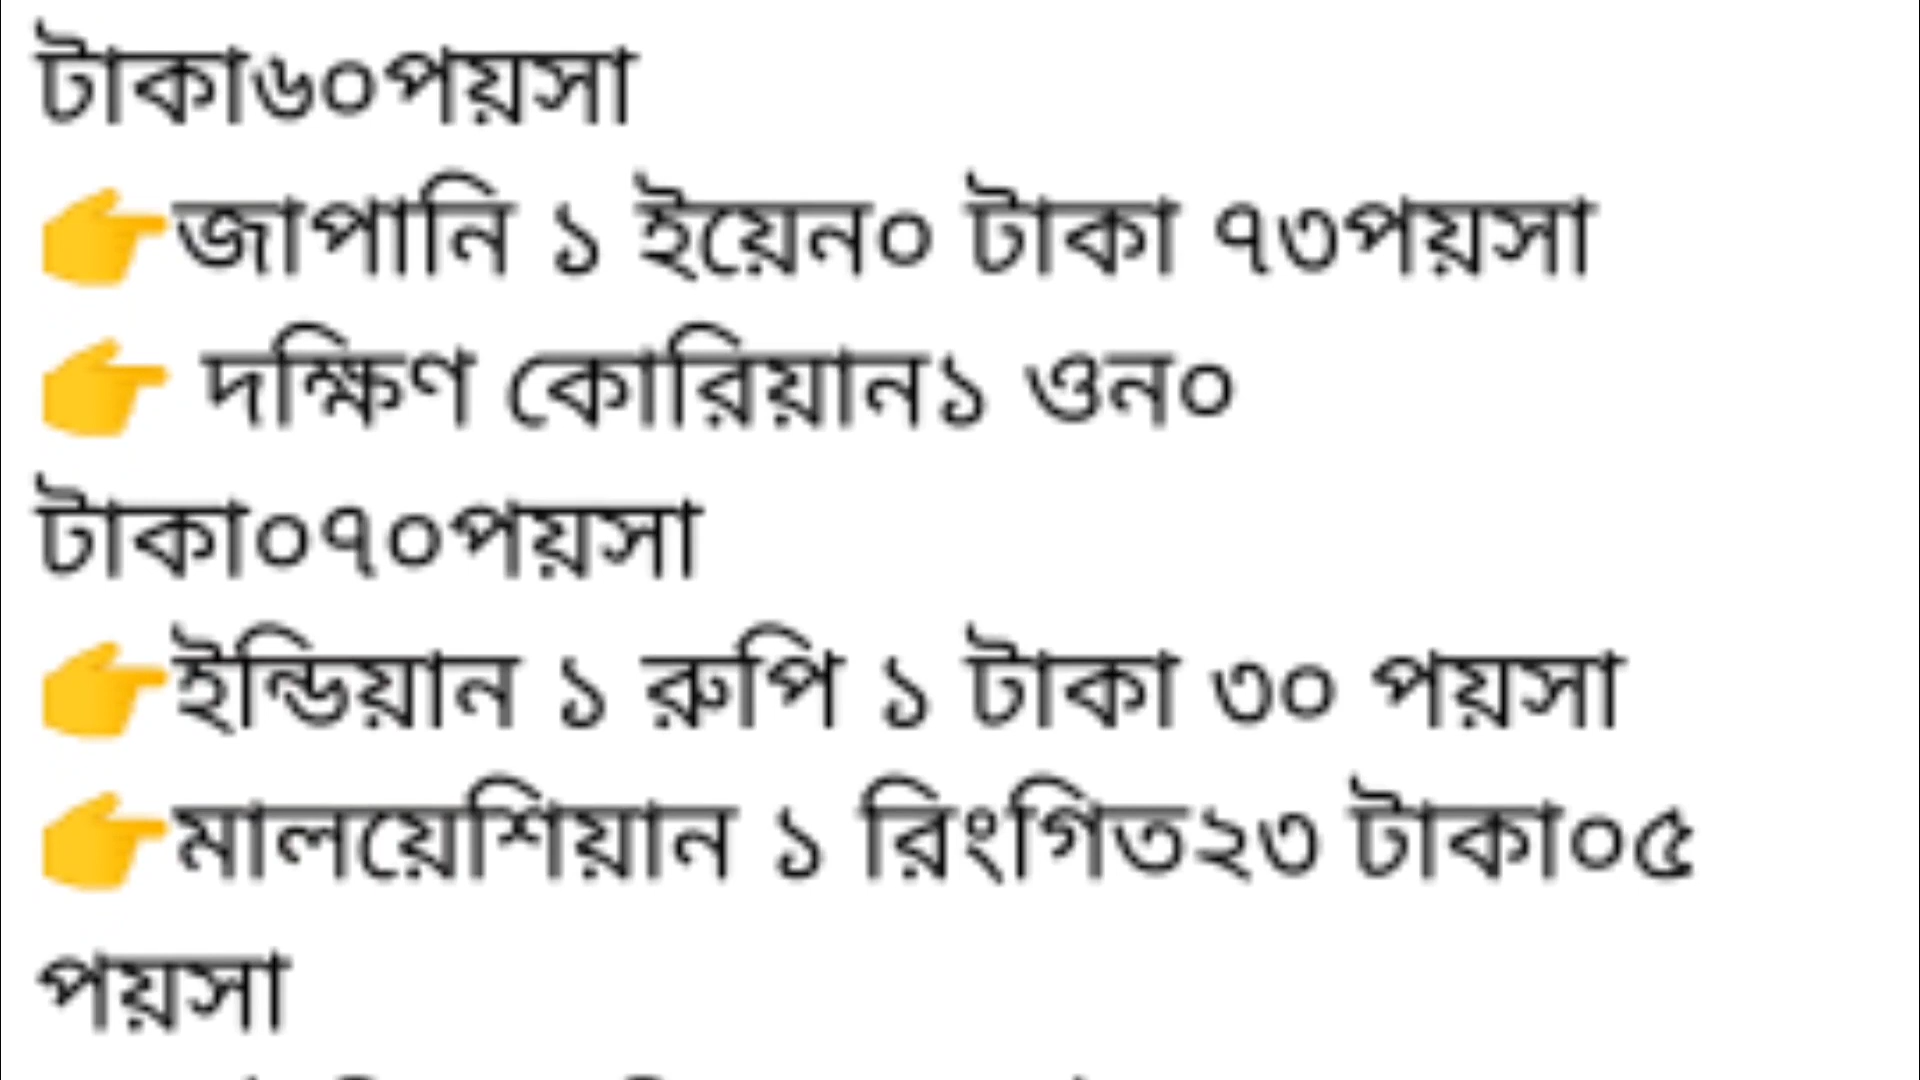 টাকা৬০পয়সা
👉জাপানি ১ ইয়েন০ টাকা ৭৩পয়সা
👉 দক্ষিণ কোরিয়ান১ ওন০
টাকা০৭০পয়সা
👉ইন্ডিয়ান ১ রুপি ১ টাকা ৩০ পয়সা
👉মালয়েশিয়ান ১ রিংগিত২৩ টাকা০৫
পয়সা